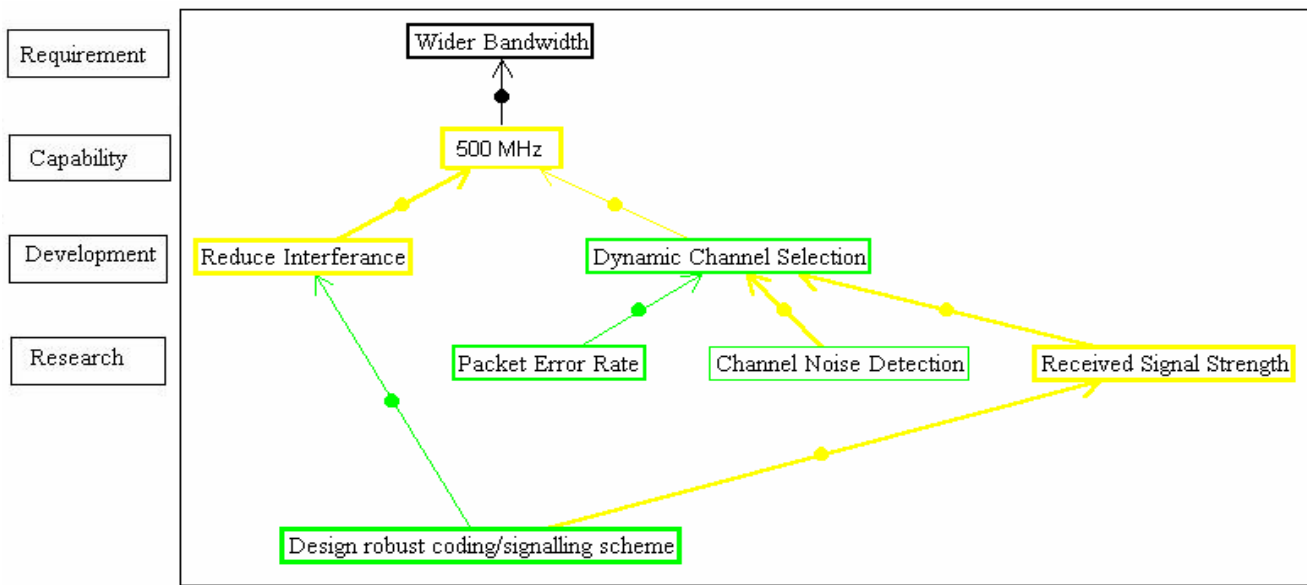 Requirement
Wider Bandwidth
Capability
500 MHz
Development
Reduce Interferance
Dynamic Channel Selection
Research
Packet Error Rate
Channel Noise Detection
Received Signal Strength
Design robust coding/signalling scheme